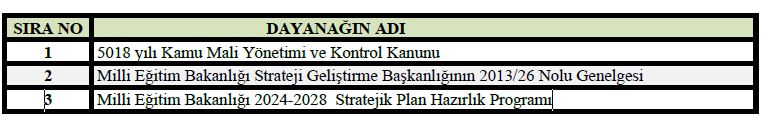 SIRA NO DAYANAĞIN ADI
1 5018 yılı Kamu Mali Yönetimi ve Kontrol Kanunu
2 Milli Eğitim Bakanlığı Strateji Geliştirme Başkanlığının 2013/26 Nolu Genelgesi
3 Milli Eğitim Bakanlığı 2024-2028 Stratejik Plan Hazırlık Programı